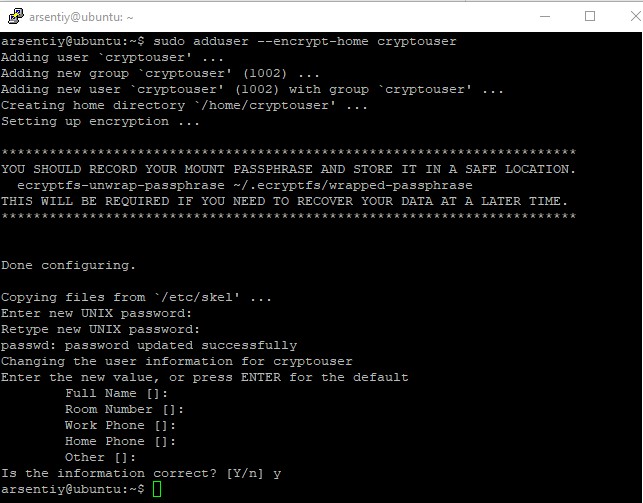 arsentiy@ubuntu: ~
arsentiy@ubuntu:~$ sudo adduser --encrypt-home cryptouser
Adding user `cryptouser' ...
Adding new group `cryptouser' (1002) ...
Adding new user `cryptouser' (1002) with group `cryptouser' ...
Creating home directory `/home/cryptouser' ...
Setting up encryption ...
************************************************************************
YOU SHOULD RECORD YOUR MOUNT PASSPHRASE AND STORE IT IN A SAFE LOCATION.
  ecryptfs-unwrap-passphrase ~/.ecryptfs/wrapped-passphrase
THIS WILL BE REQUIRED IF YOU NEED TO RECOVER YOUR DATA AT A LATER TIME.
************************************************************************
Done configuring.
Copying files from `/etc/skel' ...
Enter new UNIX password:
Retype new UNIX password:
passwd: password updated successfully
Changing the user information for cryptouser
Enter the new value, or press ENTER for the default
        Full Name []:
        Room Number []:
        Work Phone []:
        Home Phone []:
        Other []:
Is the information correct? [Y/n] y
arsentiy@ubuntu:~$